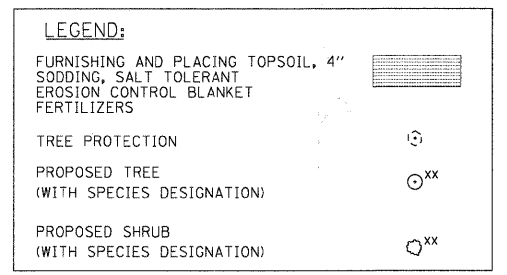 LEGEND:
FURNISHING AND PLACING TOPSOIL, 4"
SODDING, SALT TOLERANT
EROSION CONTROL BLANKET
FERTILIZERS
TREE PROTECTION
PROPOSED TREE
(WITH SPECIES DESIGNATION)
XX
PROPOSED SHRUB
(WITH SPECIES DESIGNATION)
XX